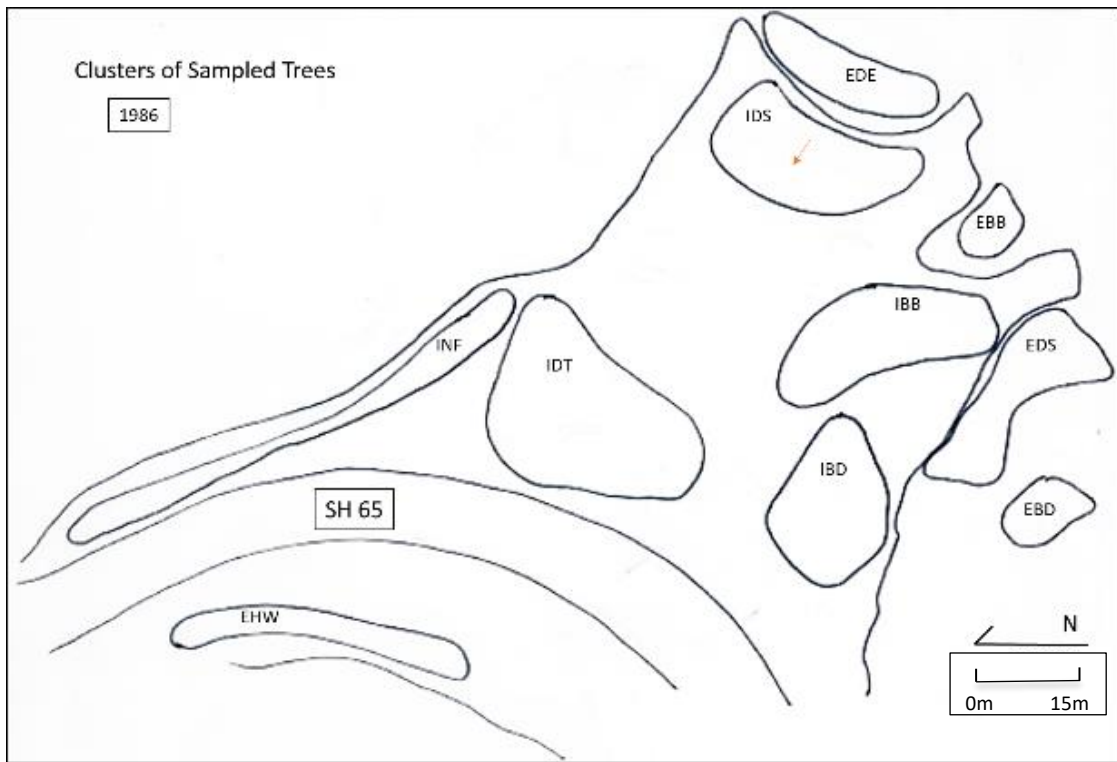 Clusters of Sampled Trees
1986
EDE
IDS
EBB
IBB
EDS
INF
IDT
IBD
EBD
SH 65
EHW
N
0m 15m